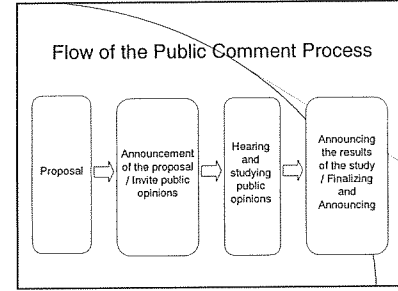 Flow of the Public Comment Process
Proposal
Announcement
of the proposal
/ Invite public
opinions
Hearing
and
studying
public
opinions
Announcing
the results
of the study
/ Finalizing
and
Announcing